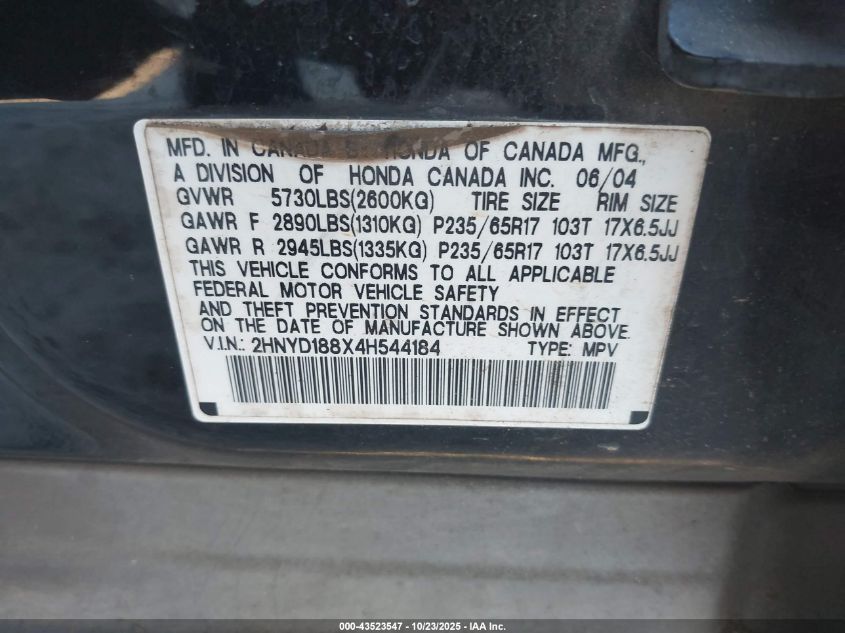 MFD. IN CANADA BY HONDA OF CANADA MFG.,
A DIVISION OF HONDA CANADA INC. 06/04
GVWR 5730LBS(2600KG) TIRE SIZE RIM SIZE
GAWR F 2890LBS(1310KG) P235/65R17 103T 17X6.5JJ
GAWR R 2945LBS(1335KG) P235/65R17 103T 17X6.5JJ
THIS VEHICLE CONFORMS TO ALL APPLICABLE
FEDERAL MOTOR VEHICLE SAFETY
AND THEFT PREVENTION STANDARDS IN EFFECT
ON THE DATE OF MANUFACTURE SHOWN ABOVE.
V.I.N.: 2HNYD188X4H544184 TYPE: MPV
000-43523547 - 10/23/2025 - IAA Inc.